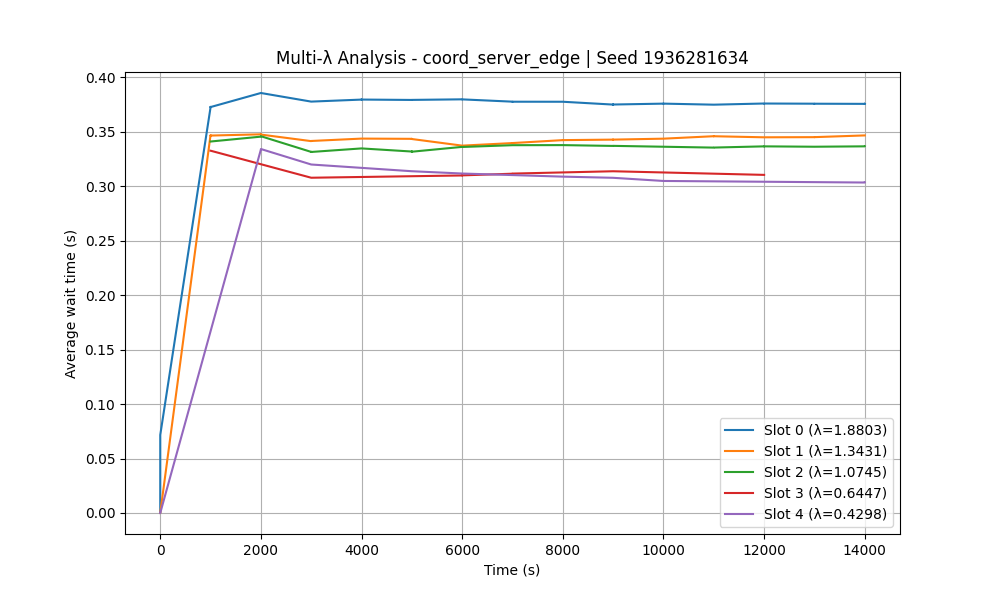 Multi-λ Analysis - coord_server_edge | Seed 1936281634
Average wait time (s)
0.40
0.35
0.30
0.25
0.20
0.15
0.10
0.05
0.00
Slot 0 (λ=1.8803)
Slot 1 (λ=1.3431)
Slot 2 (λ=1.0745)
Slot 3 (λ=0.6447)
Slot 4 (λ=0.4298)
0 2000 4000 6000 8000 10000 12000 14000
Time (s)